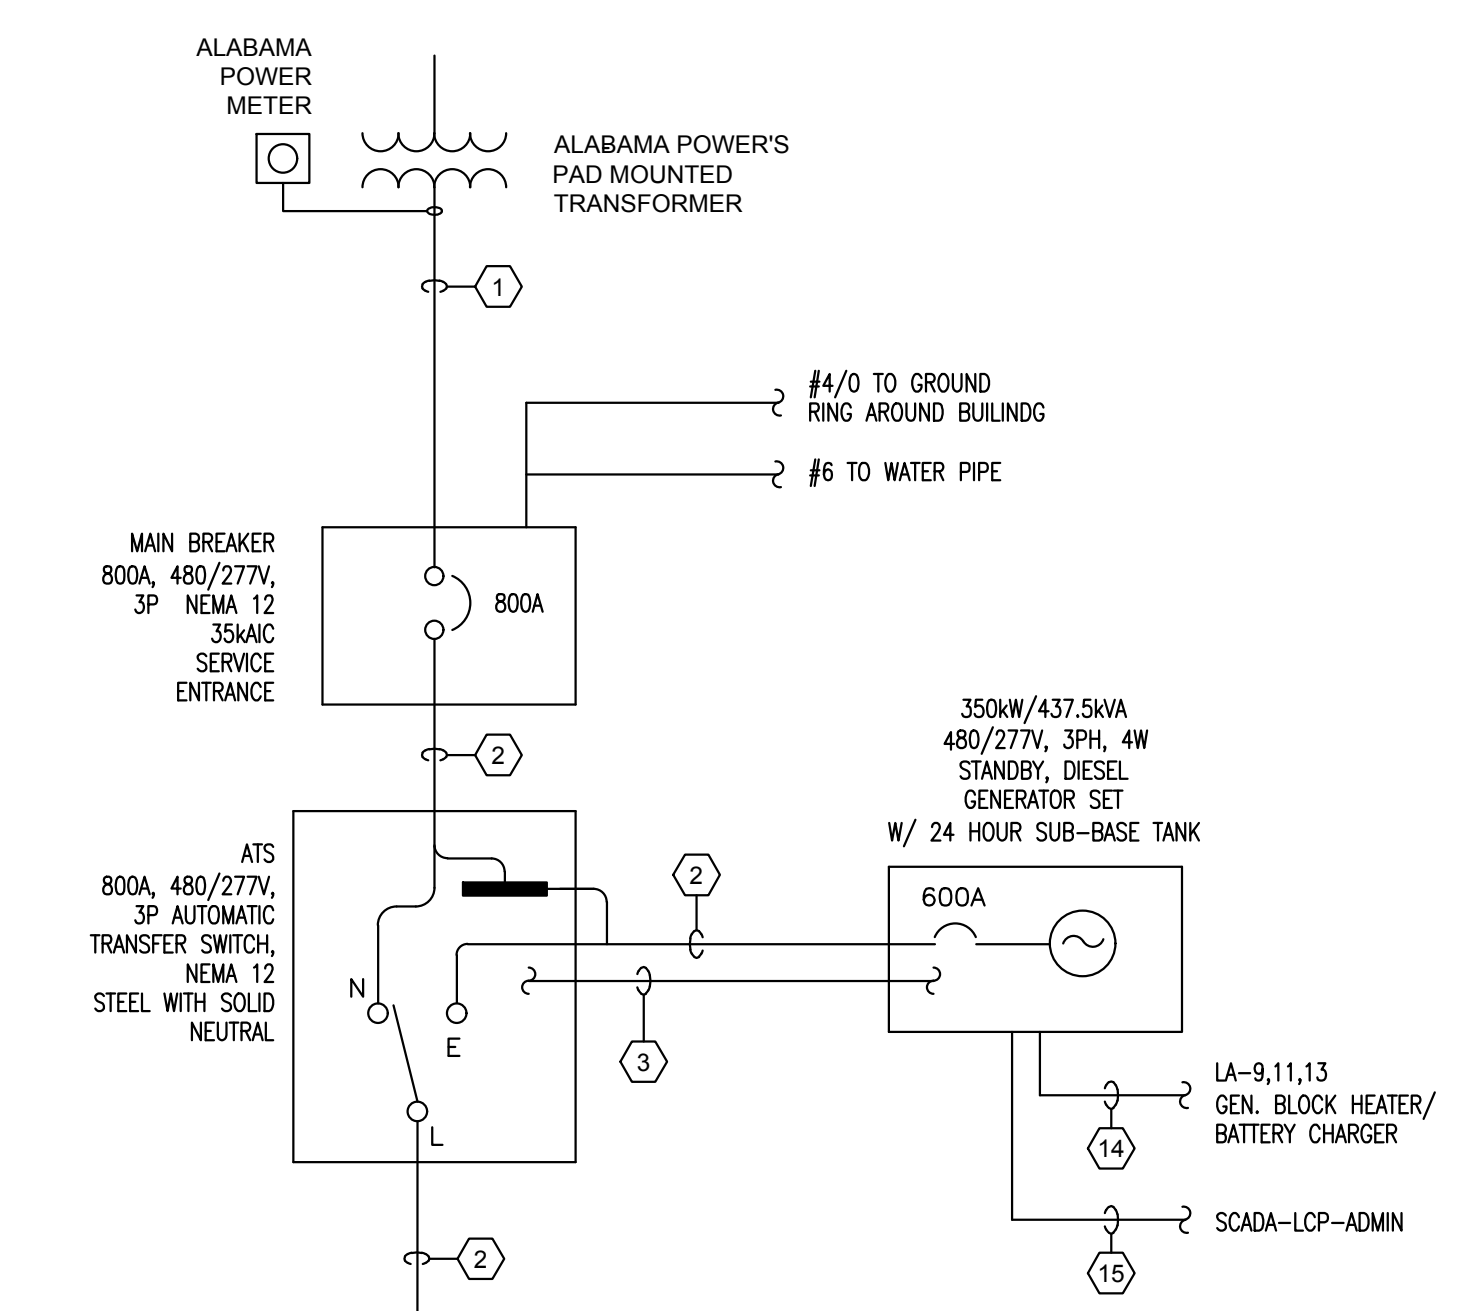 ALABAMA
POWER
METER
ALABAMA POWER'S
PAD MOUNTED
TRANSFORMER
1
#4/0 TO GROUND
RING AROUND BUILINDG
#6 TO WATER PIPE
MAIN BREAKER
800A, 480/277V,
3P NEMA 12
35kAIC
SERVICE
ENTRANCE
800A
2
350kW/437.5kVA
480/277V, 3PH, 4W
STANDBY, DIESEL
GENERATOR SET
W/ 24 HOUR SUB-BASE TANK
ATS
800A, 480/277V,
3P AUTOMATIC
TRANSFER SWITCH,
NEMA 12
STEEL WITH SOLID
NEUTRAL
N
E
L
2
600A
3
LA-9,11,13
GEN. BLOCK HEATER/
BATTERY CHARGER
14
SCADA-LCP-ADMIN
15
2